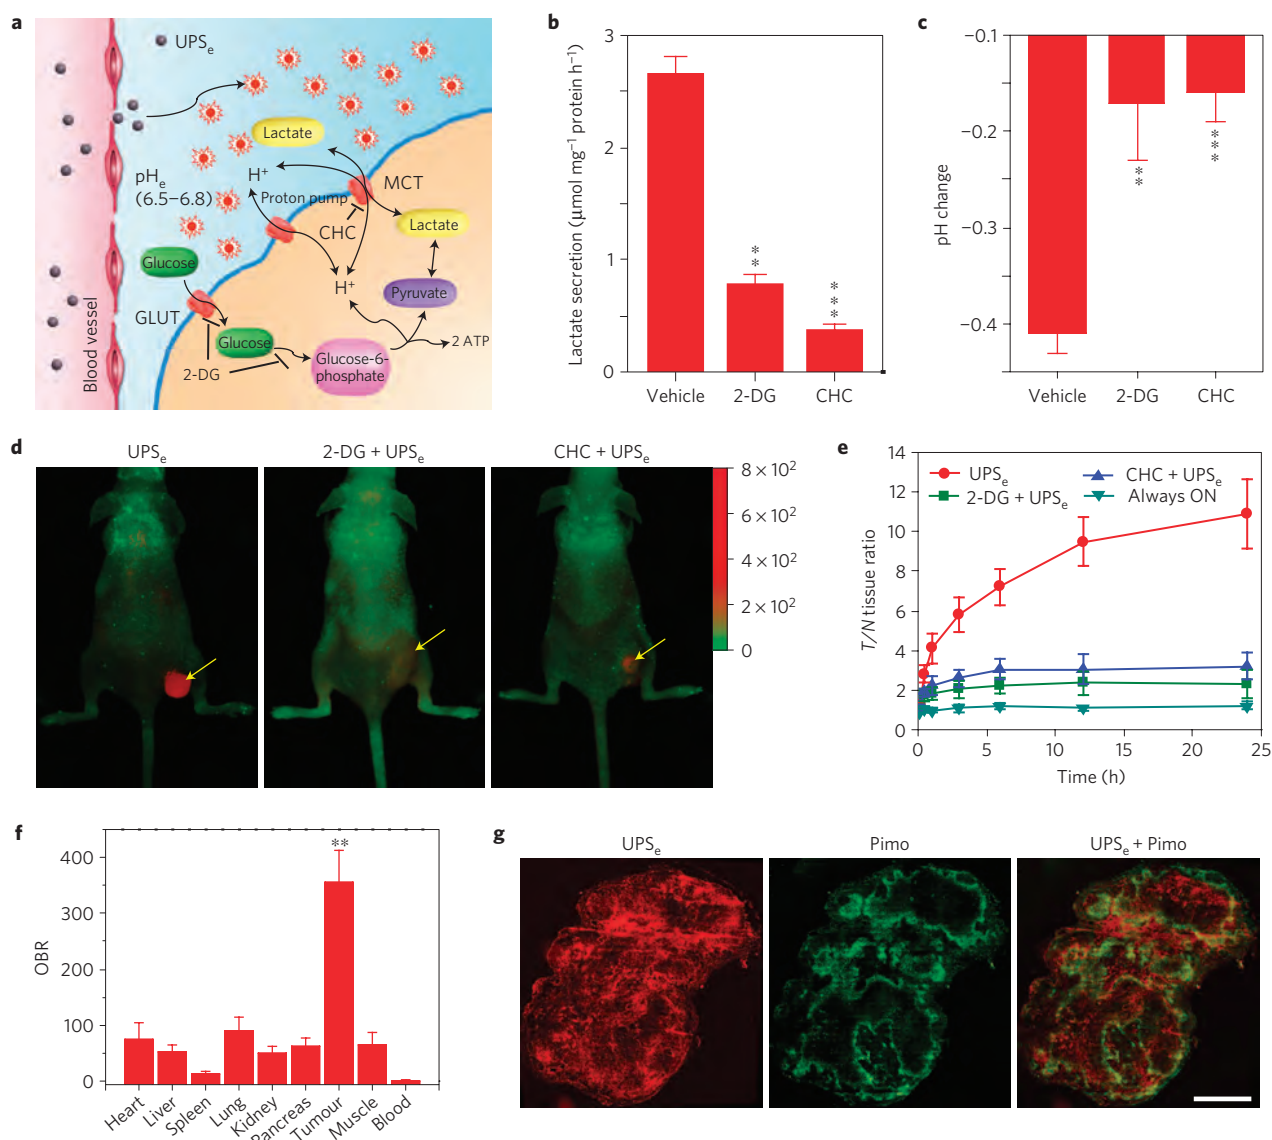 a
UPSe
Lactate
H+
MCT
pHe
(6.5–6.8)
Proton pump
Lactate
CHC
Glucose
H+
Pyruvate
GLUT
Glucose
2 ATP
Glucose-6-
phosphate
2-DG
Blood vessel
b
Lactate secretion (μmol mg−1 protein h−1)
3
2
1
0
**
***
Vehicle
2-DG
CHC
c
pH change
−0.1
−0.2
−0.3
−0.4
**
***
Vehicle
2-DG
CHC
d
UPSe
2-DG + UPSe
CHC + UPSe
8 × 10²
6 × 10²
4 × 10²
2 × 10²
0
e
T/N tissue ratio
14
12
10
8
6
4
2
0
UPSe
CHC + UPSe
2-DG + UPSe
Always ON
0
5
10
15
20
25
Time (h)
f
OBR
400
300
200
100
0
**
Heart
Liver
Spleen
Lung
Kidney
Pancreas
Tumour
Muscle
Blood
g
UPSe
Pimo
UPSe + Pimo